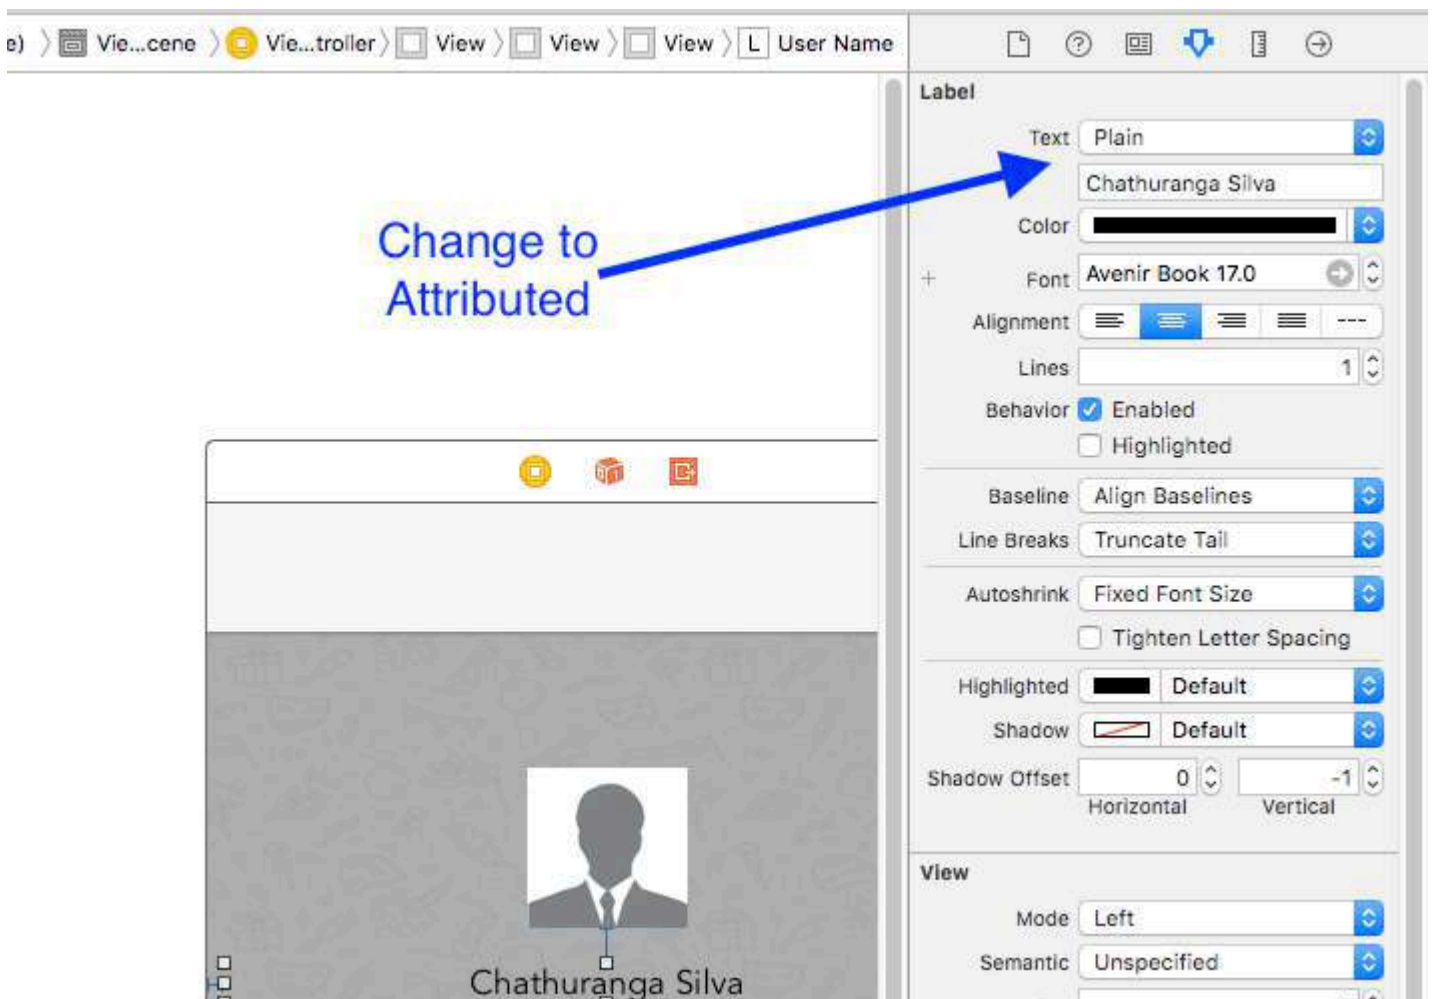 e) Vie...cene Vie...troller View View View L User Name
Label
Text Plain
Chathuranga Silva
Color
Change to
Attributed
+ Font Avenir Book 17.0
Alignment ---
Lines 1
Behavior Enabled
Highlighted
Baseline Align Baselines
Line Breaks Truncate Tail
Autoshrink Fixed Font Size
Tighten Letter Spacing
Highlighted Default
Shadow Default
Shadow Offset 0 -1
Horizontal Vertical
View
Mode Left
Semantic Unspecified
Chathuranga Silva